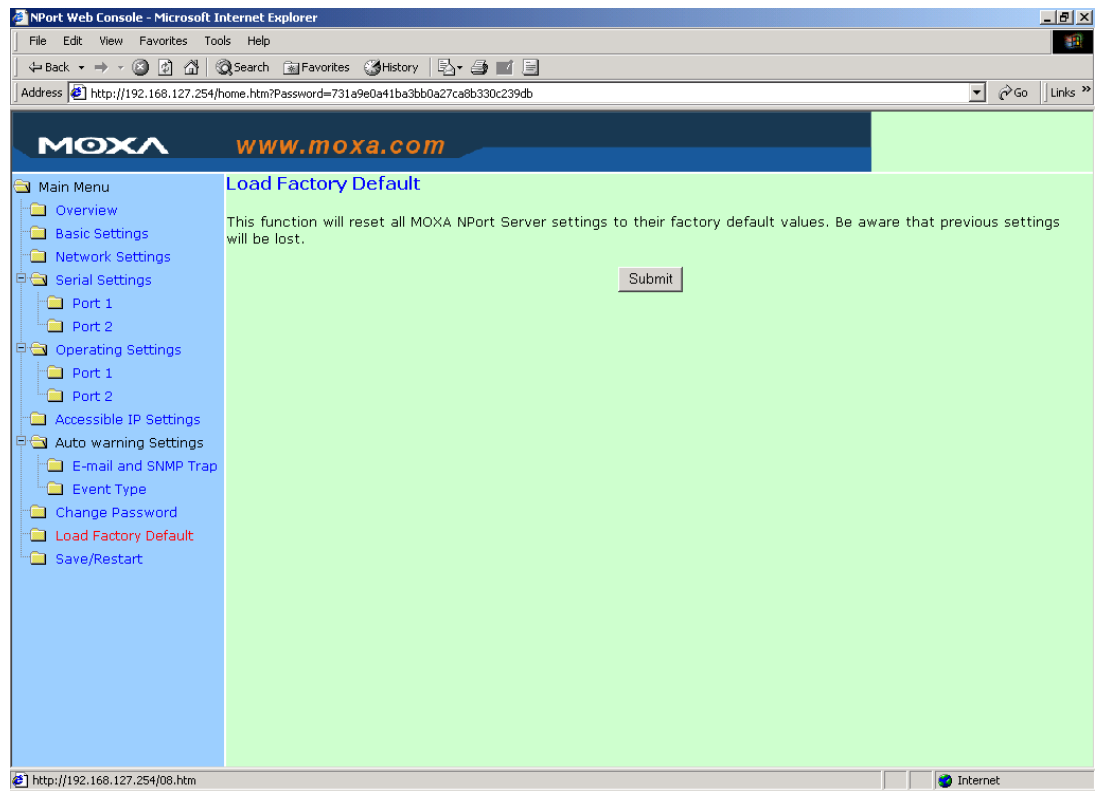 NPort Web Console - Microsoft Internet Explorer
File Edit View Favorites Tools Help
Back Search Favorites History
Address http://192.168.127.254/home.htm?Password=731a9e0a41ba3bb0a27ca8b330c239db Go Links »
MOXA www.moxa.com
Main Menu
Overview
Basic Settings
Network Settings
Serial Settings
Port 1
Port 2
Operating Settings
Port 1
Port 2
Accessible IP Settings
Auto warning Settings
E-mail and SNMP Trap
Event Type
Change Password
Load Factory Default
Save/Restart
Load Factory Default
This function will reset all MOXA NPort Server settings to their factory default values. Be aware that previous settings
will be lost.
Submit
http://192.168.127.254/08.htm Internet